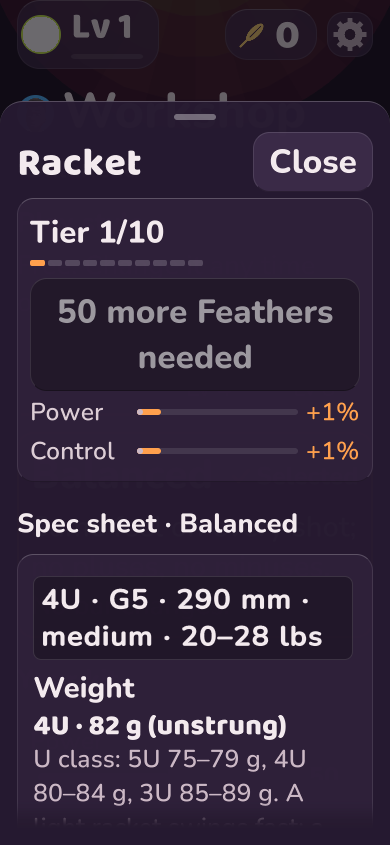 Lv 1
0
Workshop
Racket
Close
Tier 1/10
50 more Feathers
needed
Power
+1%
Control
+1%
Spec sheet · Balanced
4U · G5 · 290 mm ·
medium · 20–28 lbs
Weight
4U · 82 g (unstrung)
U class: 5U 75–79 g, 4U
80–84 g, 3U 85–89 g. A